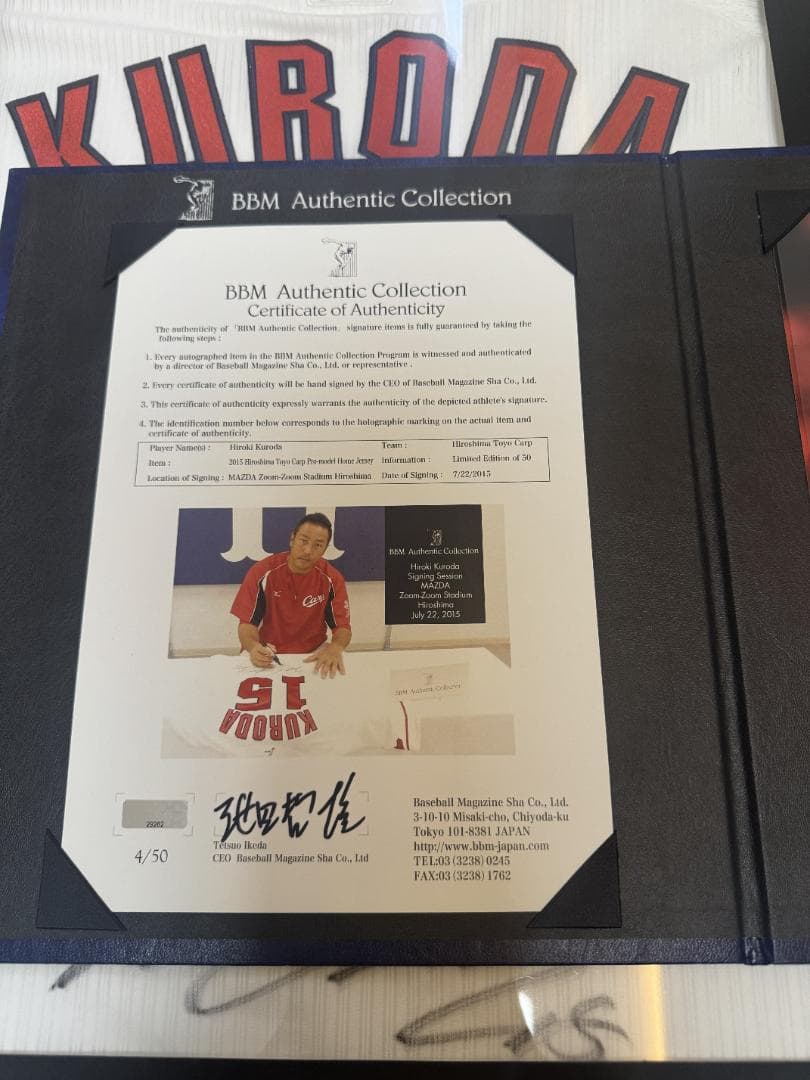 KURODA
BBM Authentic Collection
BBM Authentic Collection
Certificate of Authenticity
The authenticity of 「BBM Authentic Collection」 signature items is fully guaranteed by taking the
following steps :
1. Every autographed item in the BBM Authentic Collection Program is witnessed and authenticated
by a director of Baseball Magazine Sha Co., Ltd. or representative .
2. Every certificate of authenticity will be hand signed by the CEO of Baseball Magazine Sha Co., Ltd.
3. This certificate of authenticity expressly warrants the authenticity of the depicted athlete's signature.
4. The identification number below corresponds to the holographic marking on the actual item and
certificate of authenticity.
Player Name(s) : Hiroki Kuroda Team : Hiroshima Toyo Carp
Item : 2015 Hiroshima Toyo Carp Pro-model Home Jersey Information : Limited Edition of 50
Location of Signing : MAZDA Zoom-Zoom Stadium Hiroshima Date of Signing : 7/22/2015
BBM Authentic Collection
Hiroki Kuroda
Signing Session
MAZDA
Zoom-Zoom Stadium
Hiroshima
July 22, 2015
Carp
BBM Authentic Collection
15
KURODA
29262
4/50
池田哲雄
Tetsuo Ikeda
CEO Baseball Magazine Sha Co., Ltd
Baseball Magazine Sha Co., Ltd.
3-10-10 Misaki-cho, Chiyoda-ku
Tokyo 101-8381 JAPAN
http://www.bbm-japan.com
TEL:03 (3238) 0245
FAX:03 (3238) 1762